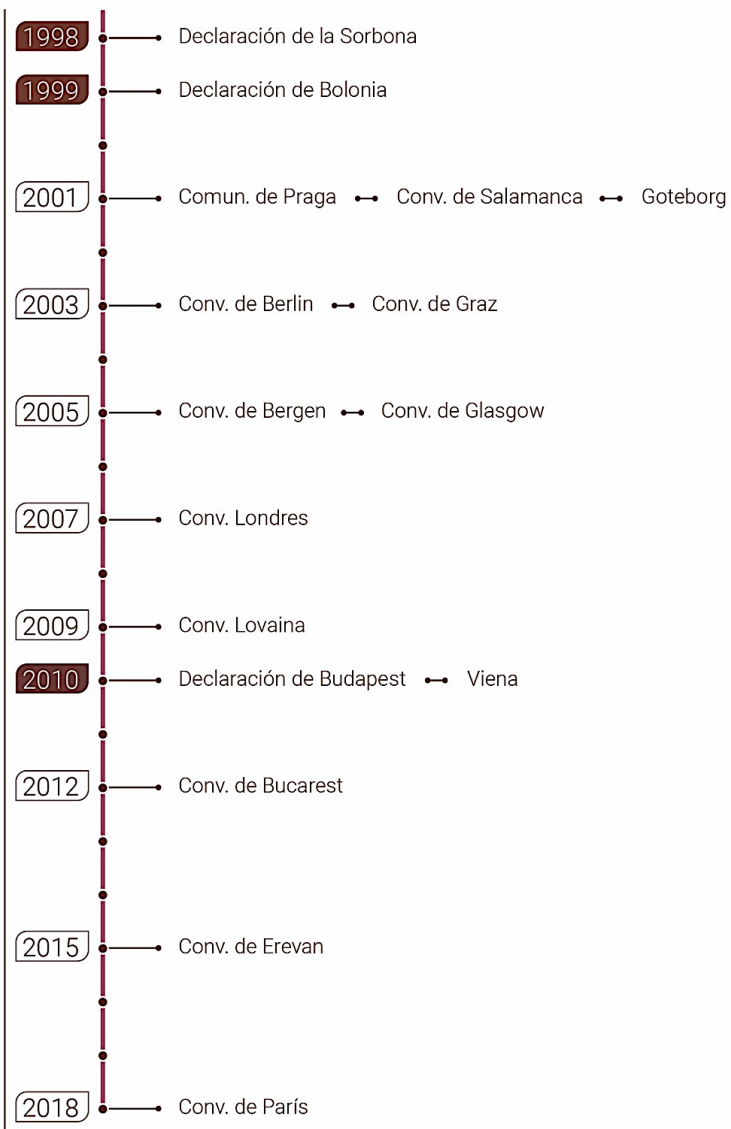 1998 Declaración de la Sorbona
1999 Declaración de Bolonia
2001 Comun. de Praga Conv. de Salamanca Goteborg
2003 Conv. de Berlin Conv. de Graz
2005 Conv. de Bergen Conv. de Glasgow
2007 Conv. Londres
2009 Conv. Lovaina
2010 Declaración de Budapest Viena
2012 Conv. de Bucarest
2015 Conv. de Erevan
2018 Conv. de París